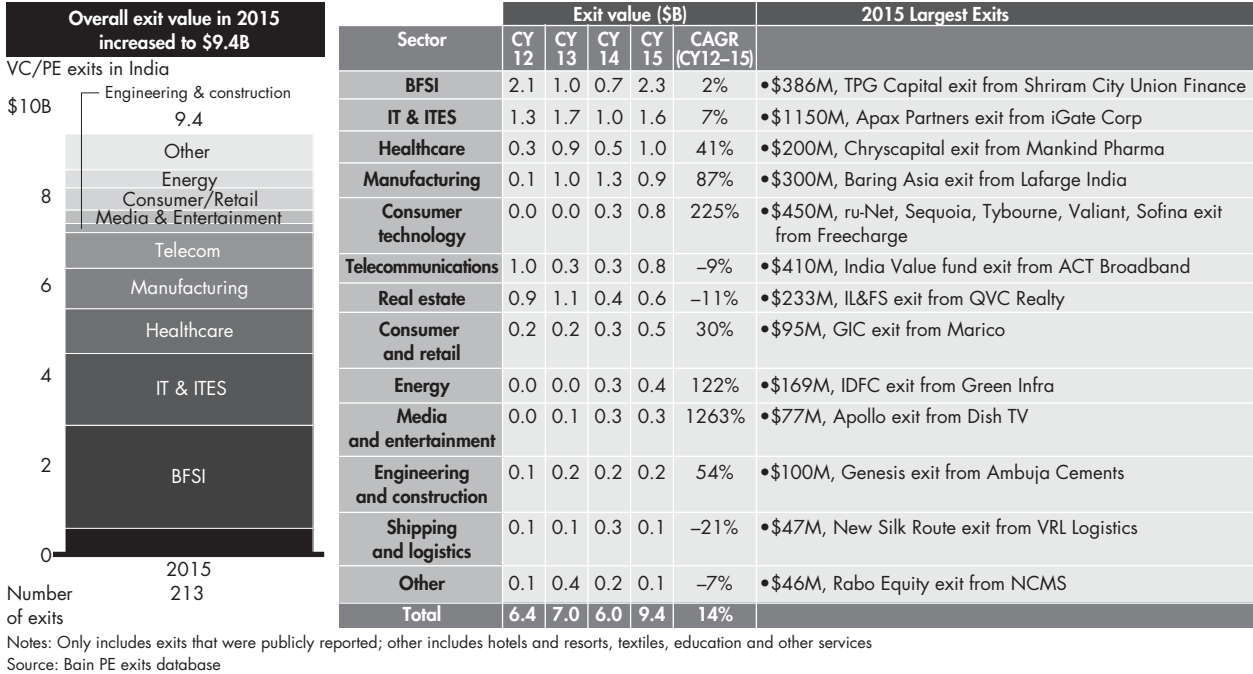 Overall exit value in 2015
increased to $9.4B
VC/PE exits in India
$10B
Engineering & construction
9.4
Other
Energy
8
Consumer/Retail
Media & Entertainment
Telecom
6
Manufacturing
Healthcare
4
IT & ITES
2
BFSI
0
2015
Number
of exits
213
Exit value ($B) 2015 Largest Exits
Sector CY 12 CY 13 CY 14 CY 15 CAGR (CY12–15)
BFSI 2.1 1.0 0.7 2.3 2% •$386M, TPG Capital exit from Shriram City Union Finance
IT & ITES 1.3 1.7 1.0 1.6 7% •$1150M, Apax Partners exit from iGate Corp
Healthcare 0.3 0.9 0.5 1.0 41% •$200M, Chryscapital exit from Mankind Pharma
Manufacturing 0.1 1.0 1.3 0.9 87% •$300M, Baring Asia exit from Lafarge India
Consumer 0.0 0.0 0.3 0.8 225% •$450M, ru-Net, Sequoia, Tybourne, Valiant, Sofina exit
technology from Freecharge
Telecommunications 1.0 0.3 0.3 0.8 –9% •$410M, India Value fund exit from ACT Broadband
Real estate 0.9 1.1 0.4 0.6 –11% •$233M, IL&FS exit from QVC Realty
Consumer 0.2 0.2 0.3 0.5 30% •$95M, GIC exit from Marico
and retail
Energy 0.0 0.0 0.3 0.4 122% •$169M, IDFC exit from Green Infra
Media 0.0 0.1 0.3 0.3 1263% •$77M, Apollo exit from Dish TV
and entertainment
Engineering 0.1 0.2 0.2 0.2 54% •$100M, Genesis exit from Ambuja Cements
and construction
Shipping 0.1 0.1 0.3 0.1 –21% •$47M, New Silk Route exit from VRL Logistics
and logistics
Other 0.1 0.4 0.2 0.1 –7% •$46M, Rabo Equity exit from NCMS
Total 6.4 7.0 6.0 9.4 14%
Notes: Only includes exits that were publicly reported; other includes hotels and resorts, textiles, education and other services
Source: Bain PE exits database